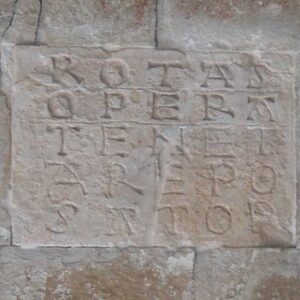 ROTAS
OPERA
TENET
AREPO
SATOR